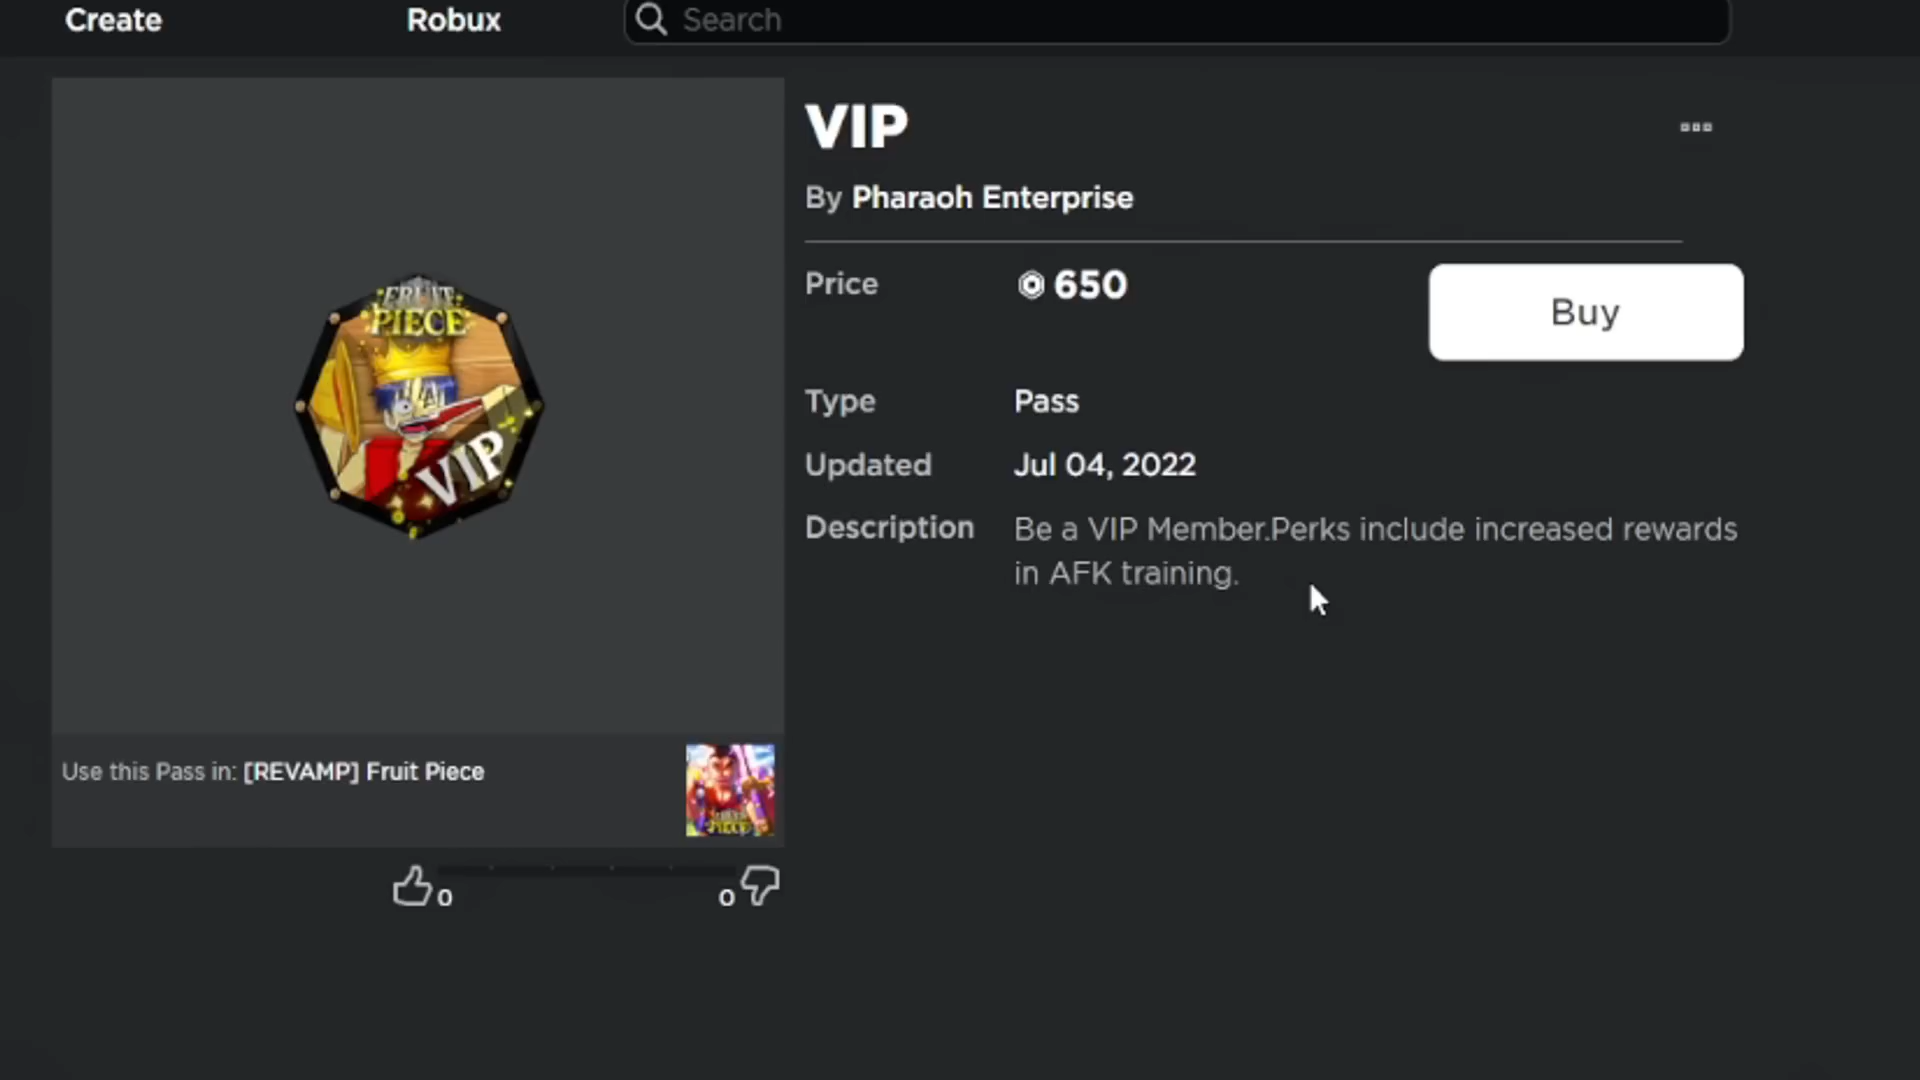 Create
Robux
Search
VIP
By Pharaoh Enterprise
Price
650
Buy
Type
Pass
Updated
Jul 04, 2022
Description
Be a VIP Member.Perks include increased rewards
in AFK training.
FRUIT
PIECE
VIP
Use this Pass in: [REVAMP] Fruit Piece
PIECE
0
0